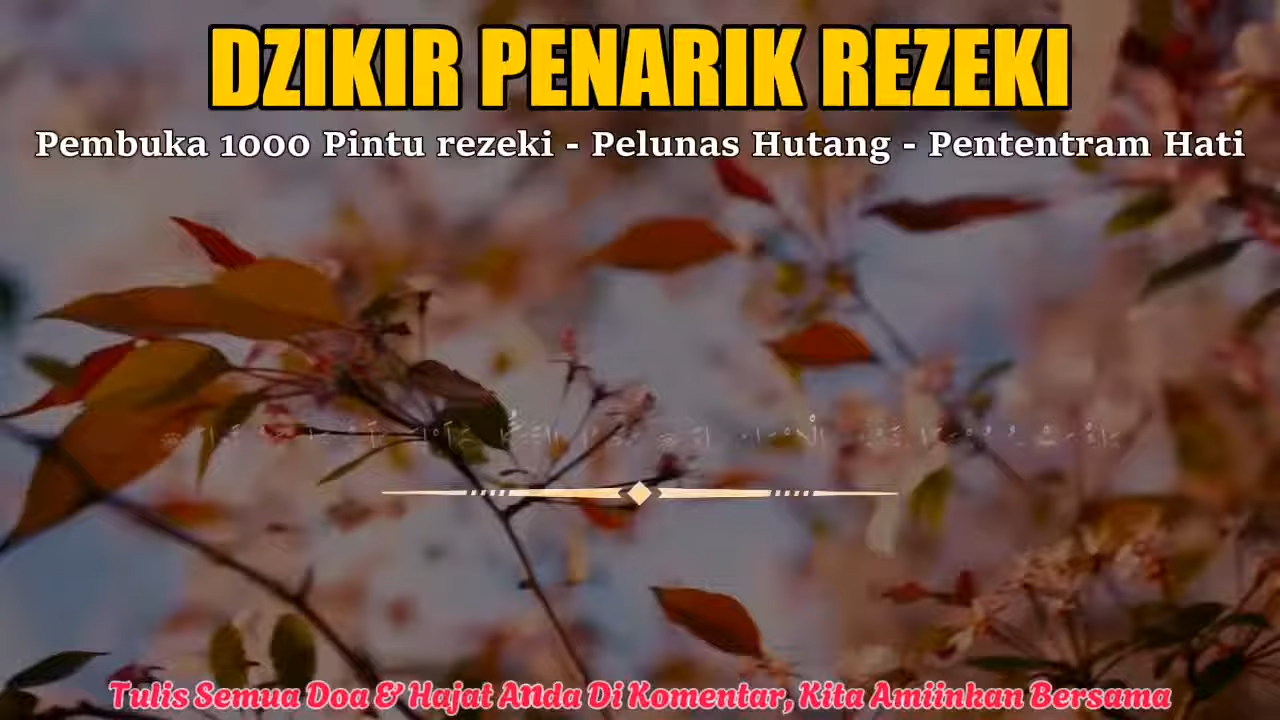 DZIKIR PENARIK REZEKI
Pembuka 1000 Pintu rezeki - Pelunas Hutang - Pententram Hati
Tulis Semua Doa & Hajat Anda Di Komentar, Kita Amiinkan Bersama